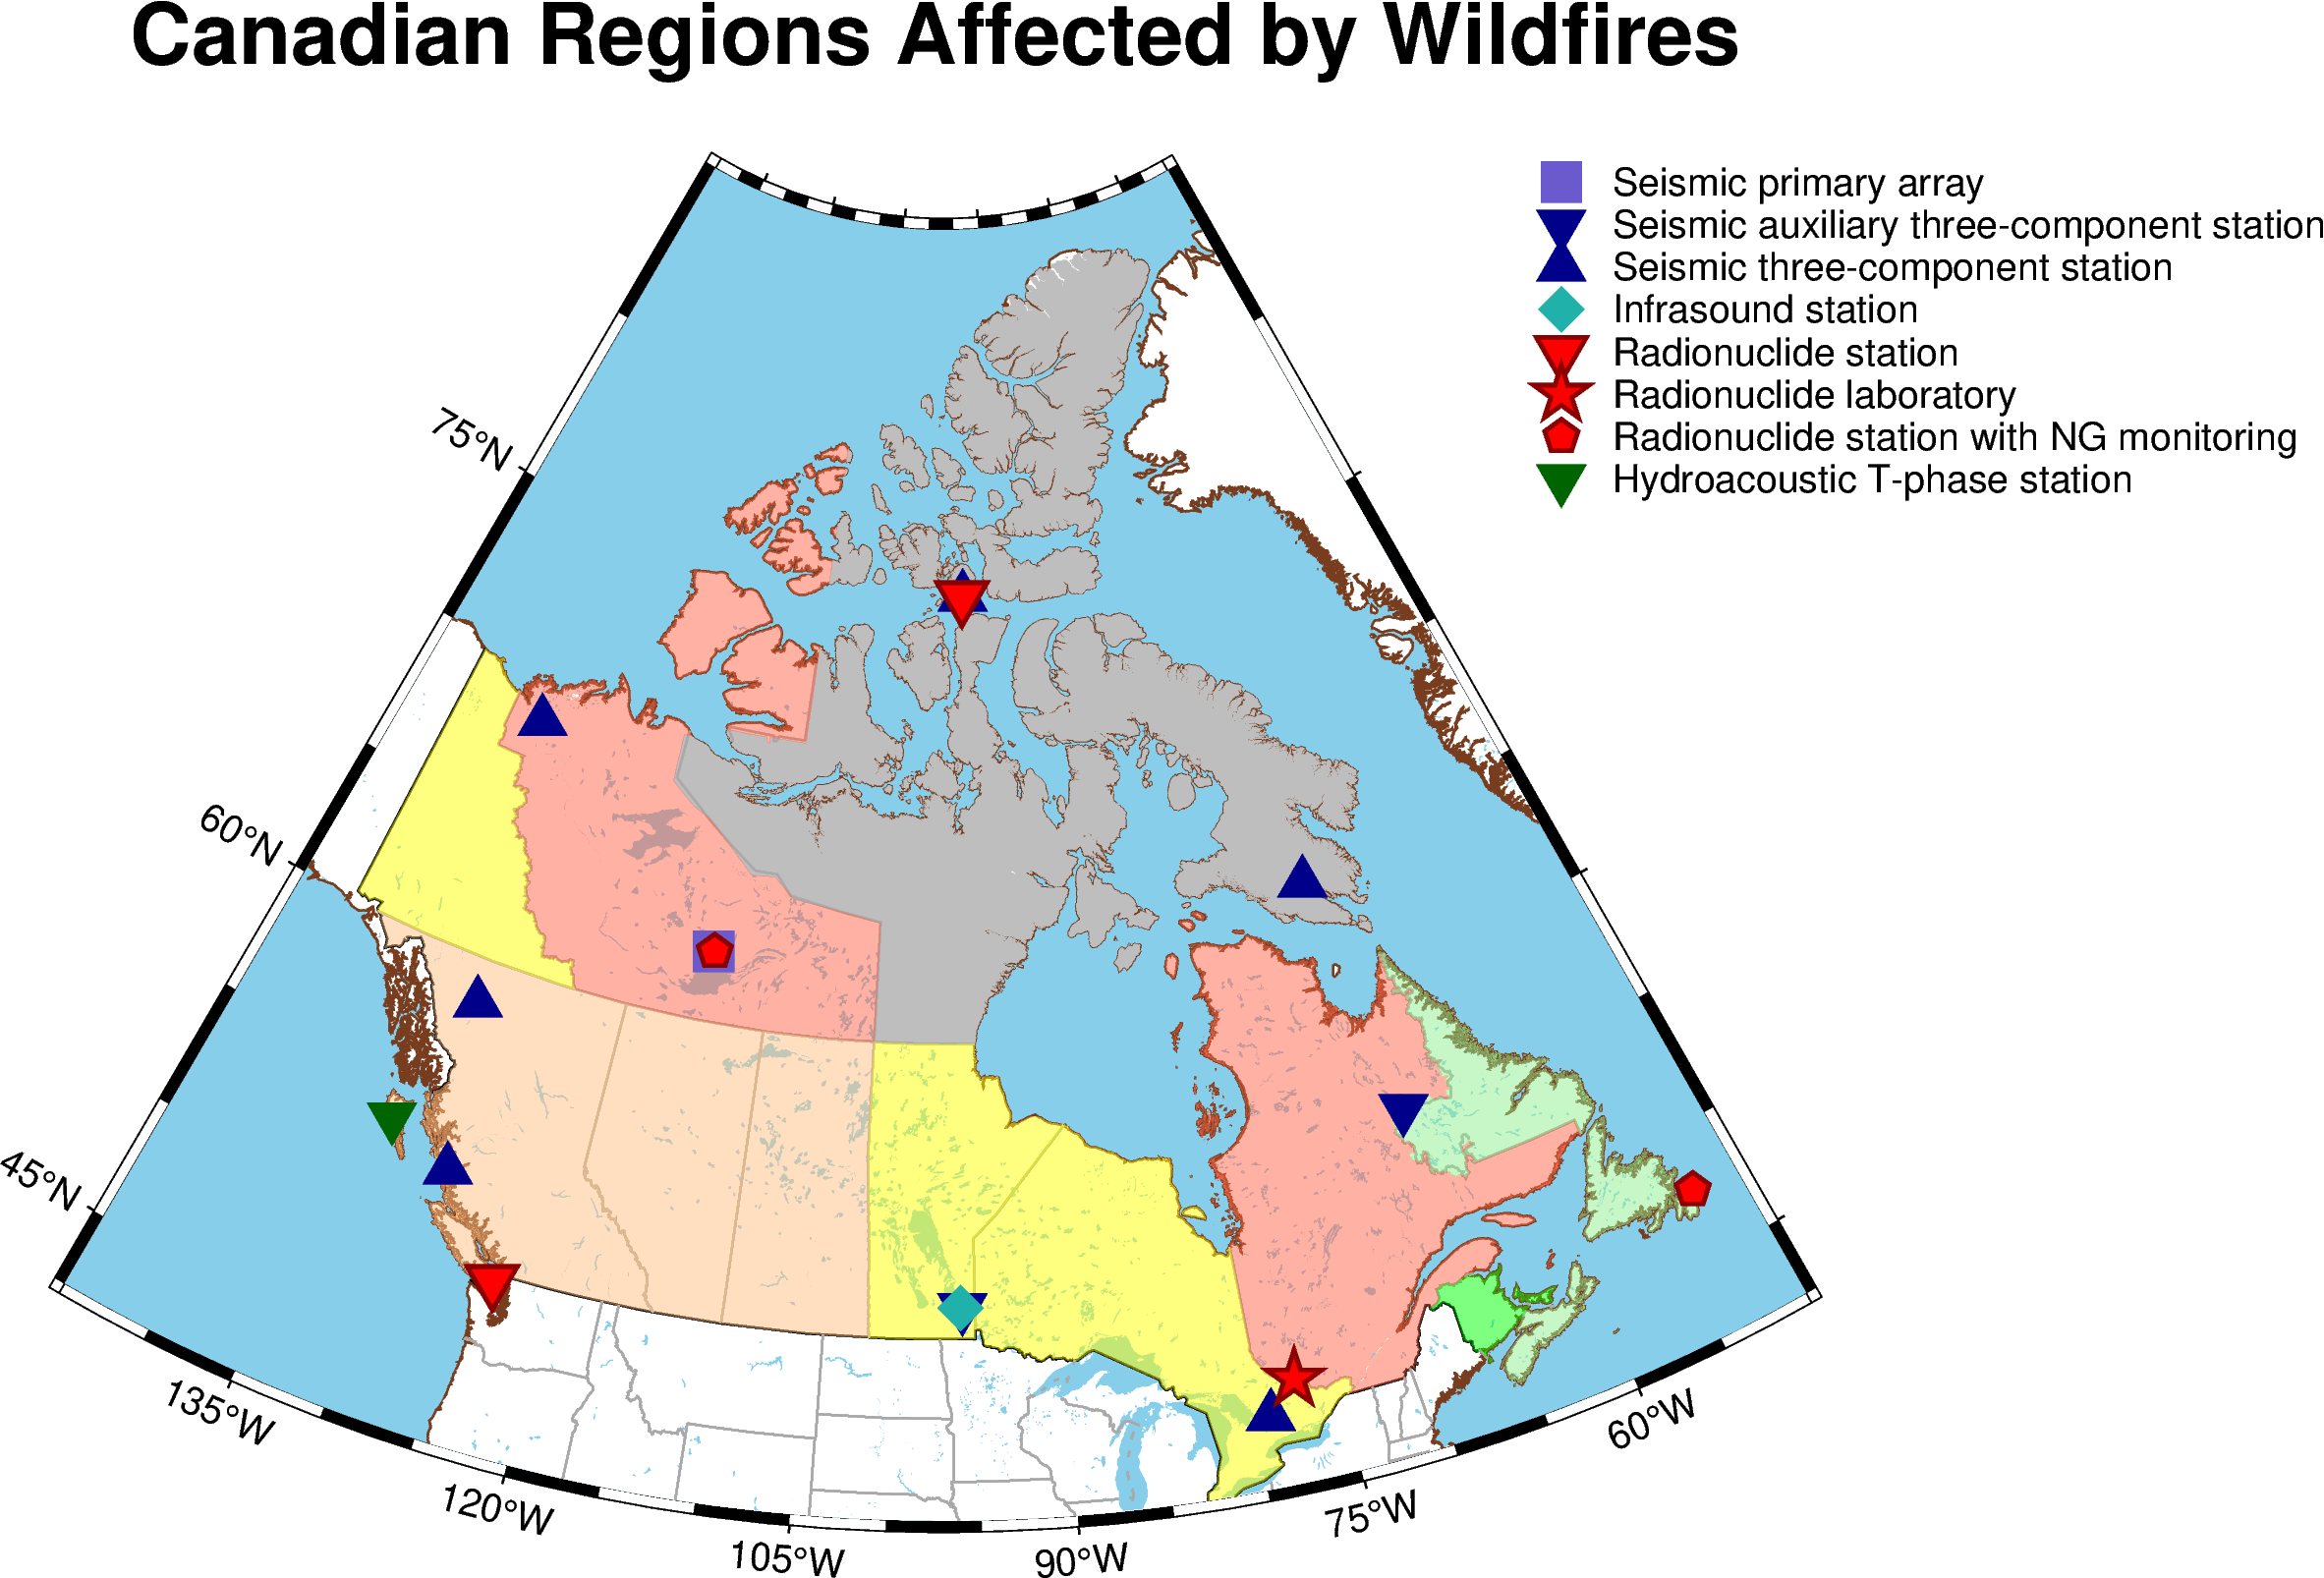 Canadian Regions Affected by Wildfires
Seismic primary array
Seismic auxiliary three-component station
Seismic three-component station
Infrasound station
Radionuclide station
Radionuclide laboratory
Radionuclide station with NG monitoring
Hydroacoustic T-phase station
75°N
60°N
45°N
135°W
120°W
105°W
90°W
75°W
60°W